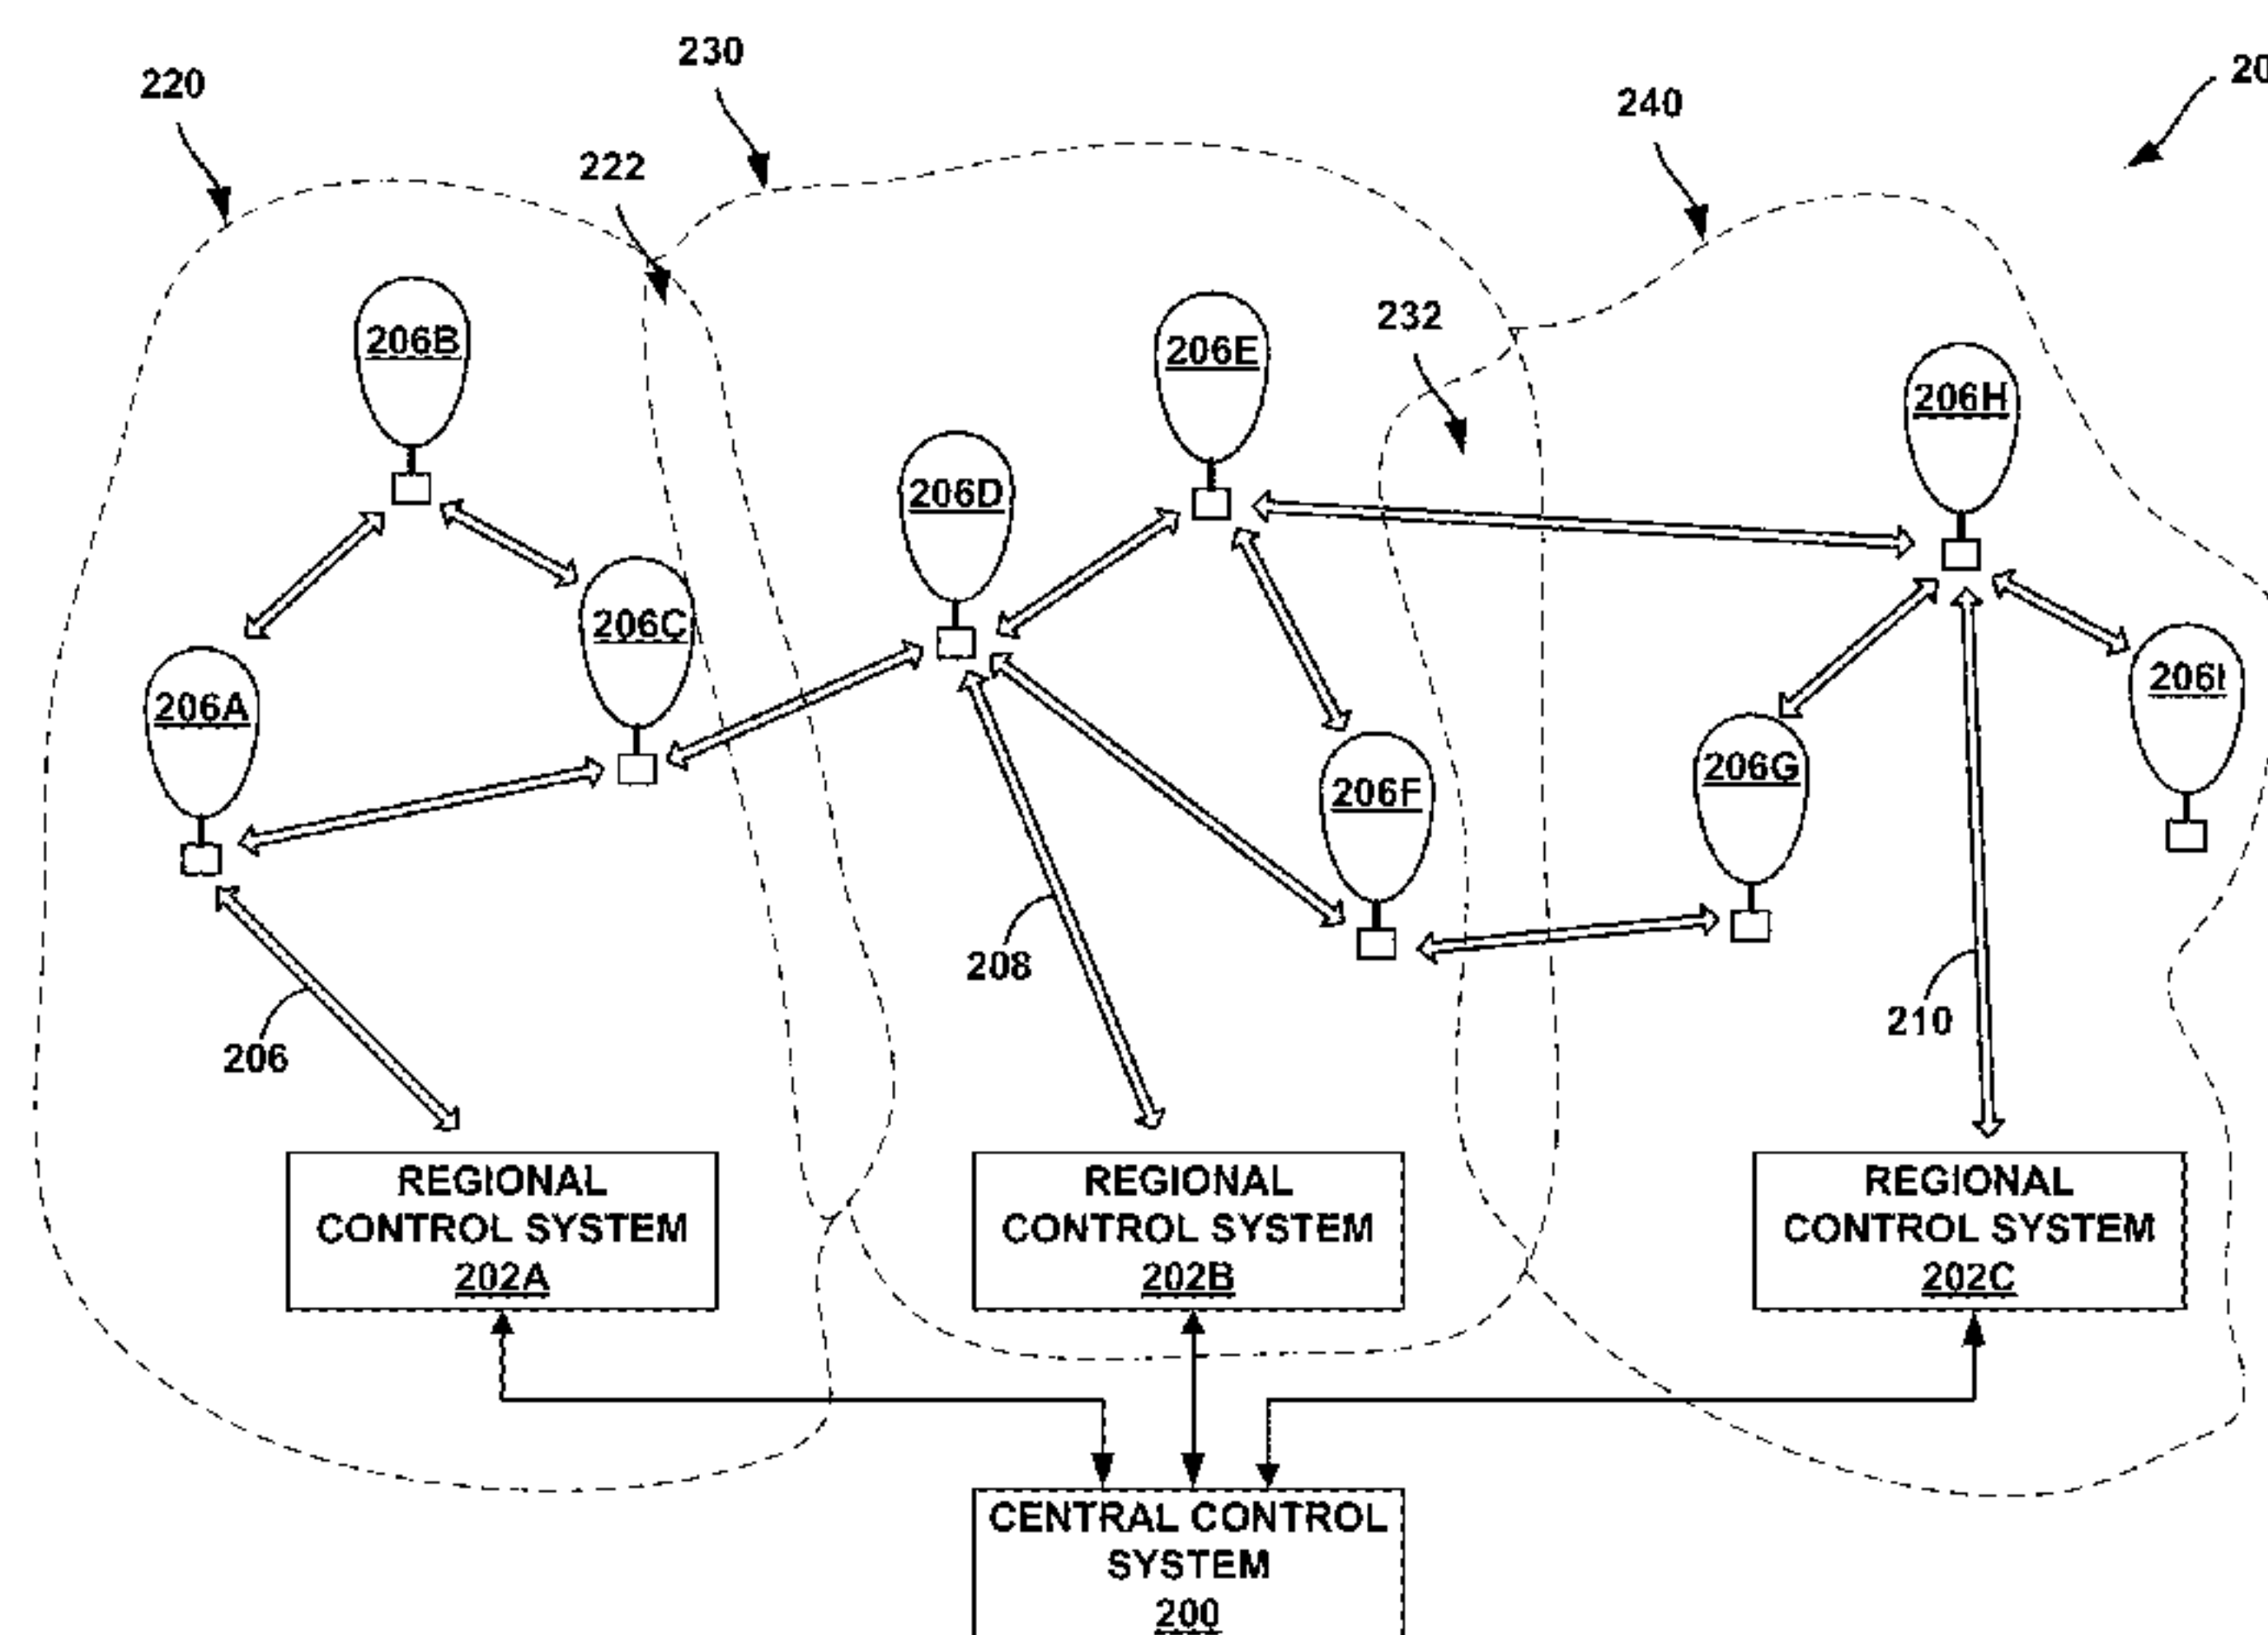 230
220
240
222
232
206B
206E
206H
206D
206C
206I
206A
206G
206F
208
210
206
REGIONAL
CONTROL SYSTEM
202A
REGIONAL
CONTROL SYSTEM
202B
REGIONAL
CONTROL SYSTEM
202C
CENTRAL CONTROL
SYSTEM
200